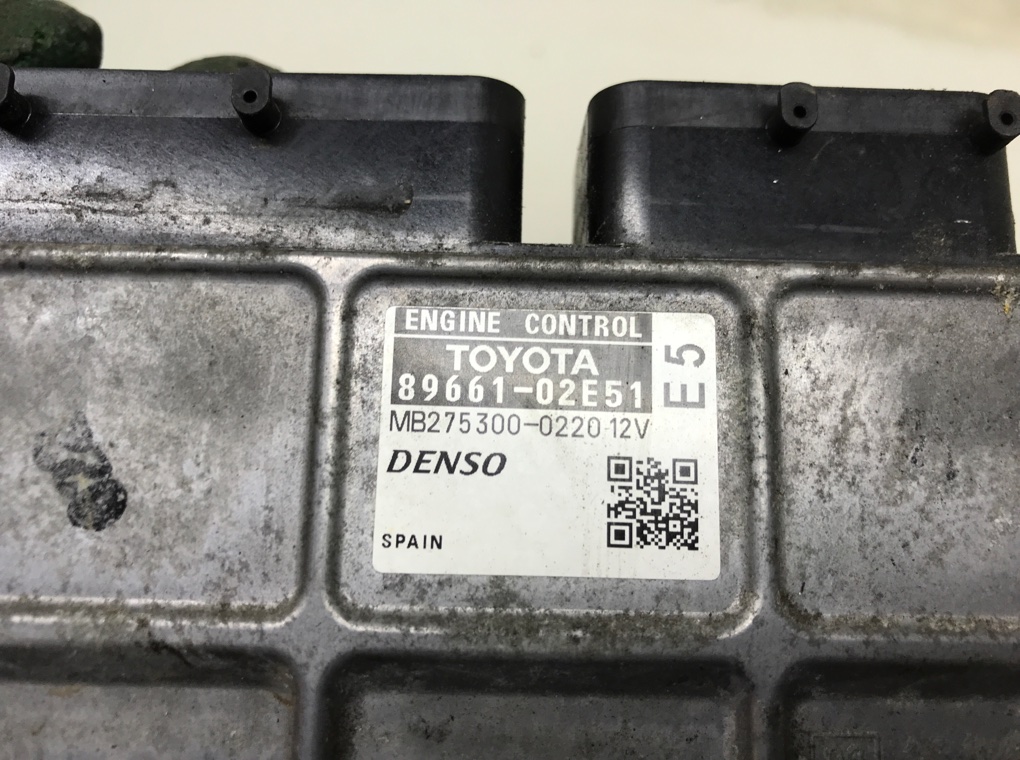 ENGINE CONTROL
TOYOTA
89661-02E51
E5
MB275300-0220 12V
DENSO
SPAIN